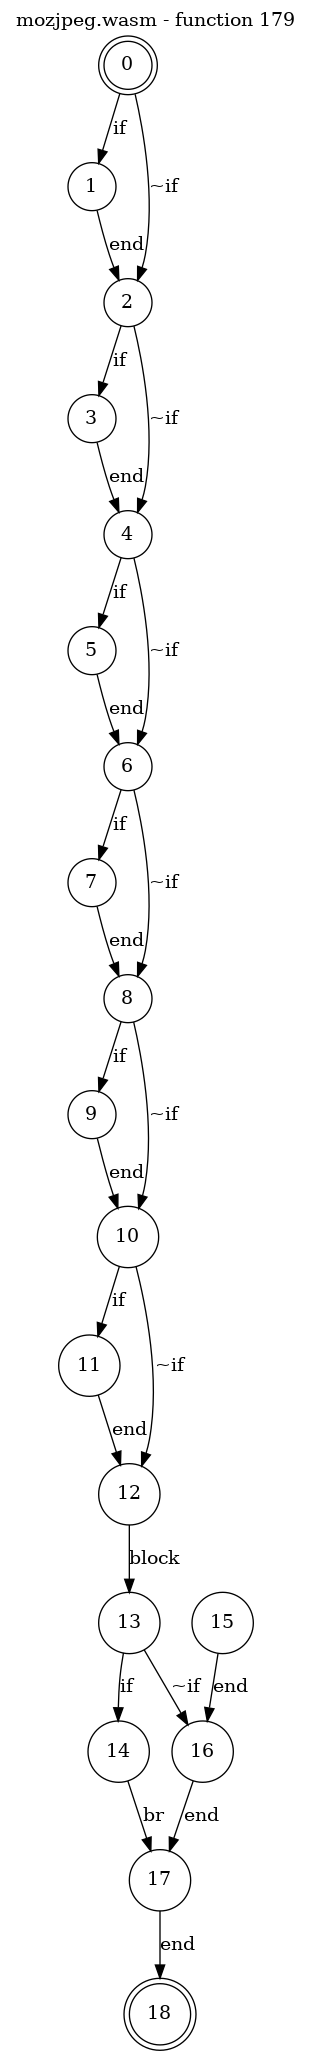 mozjpeg.wasm - function 179
0
if
~if
1
end
2
if
~if
3
end
4
if
~if
5
end
6
if
~if
7
end
8
if
~if
9
end
10
if
~if
11
end
12
block
13
15
if
~if
end
14
16
br
end
17
end
18